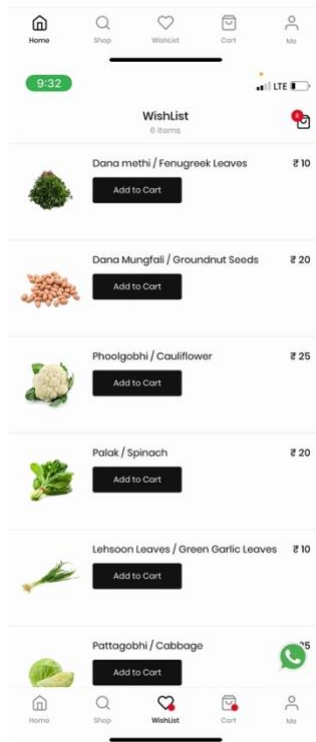 Home Shop WishList Cart Me
9:32 LTE
WishList
6 items
6
Dana methi / Fenugreek Leaves ₹ 10
Add to Cart
Dana Mungfali / Groundnut Seeds ₹ 20
Add to Cart
Phoolgobhi / Cauliflower ₹ 25
Add to Cart
Palak / Spinach ₹ 20
Add to Cart
Lehsoon Leaves / Green Garlic Leaves ₹ 10
Add to Cart
Pattagobhi / Cabbage
Add to Cart
Home Shop WishList Cart Me